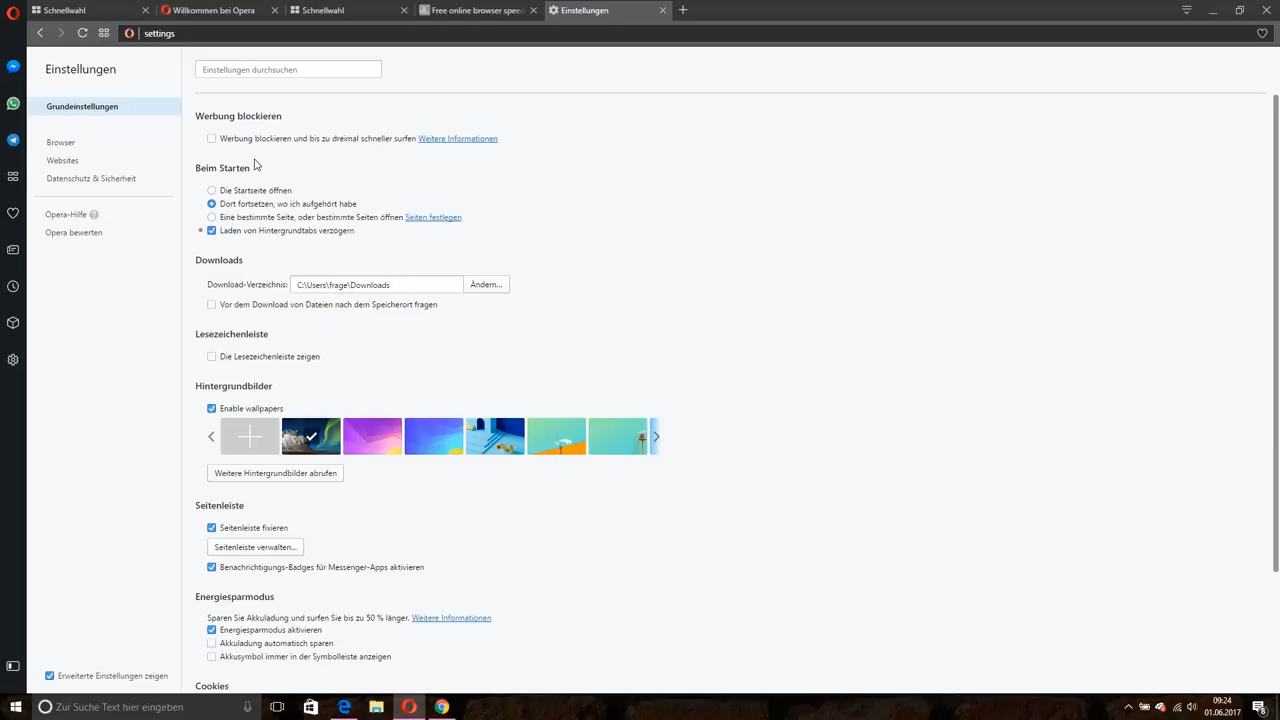 Schnellwahl
Willkommen bei Opera
Schnellwahl
Free online browser spee
Einstellungen
settings
Einstellungen
Einstellungen durchsuchen
Grundeinstellungen
Browser
Websites
Datenschutz & Sicherheit
Opera-Hilfe
Opera bewerten
Werbung blockieren
Werbung blockieren und bis zu dreimal schneller surfen Weitere Informationen
Beim Starten
Die Startseite öffnen
Dort fortsetzen, wo ich aufgehört habe
Eine bestimmte Seite, oder bestimmte Seiten öffnen Seiten festlegen
Laden von Hintergrundtabs verzögern
Downloads
Download-Verzeichnis: C:\Users\frage\Downloads Ändern...
Vor dem Download von Dateien nach dem Speicherort fragen
Lesezeichenleiste
Die Lesezeichenleiste zeigen
Hintergrundbilder
Enable wallpapers
Weitere Hintergrundbilder abrufen
Seitenleiste
Seitenleiste fixieren
Seitenleiste verwalten...
Benachrichtigungs-Badges für Messenger-Apps aktivieren
Energiesparmodus
Sparen Sie Akkuladung und surfen Sie bis zu 50 % länger. Weitere Informationen
Energiesparmodus aktivieren
Akkuladung automatisch sparen
Akkusymbol immer in der Symbolleiste anzeigen
Cookies
Erweiterte Einstellungen zeigen
Zur Suche Text hier eingeben
09:24
01.06.2017